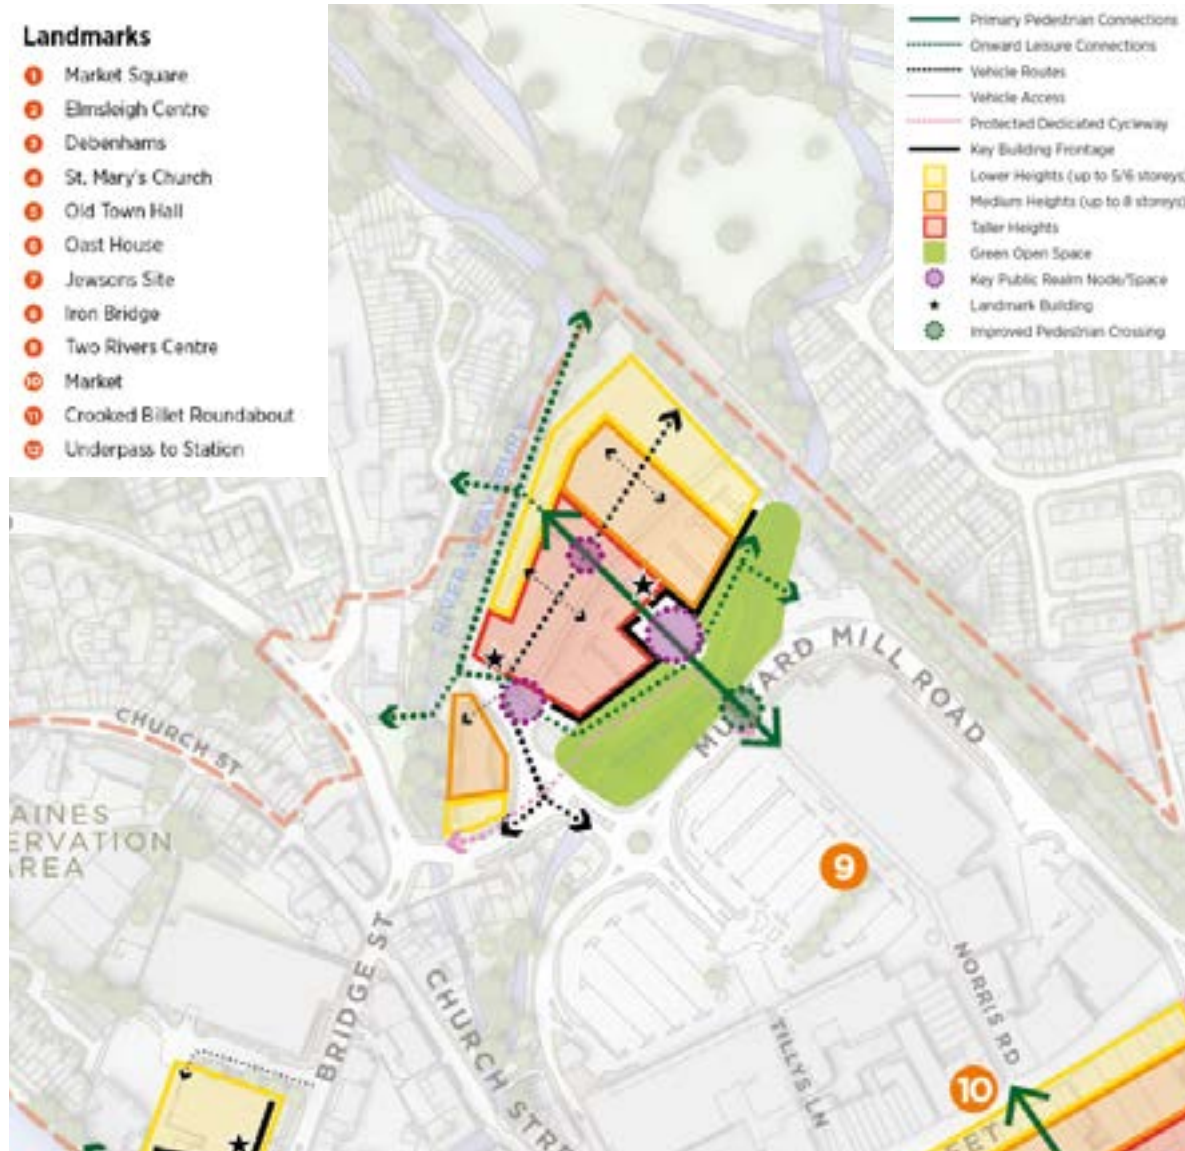 Landmarks
1 Market Square
2 Elmsleigh Centre
3 Debenhams
4 St. Mary's Church
5 Old Town Hall
6 Oast House
7 Jewsons Site
8 Iron Bridge
9 Two Rivers Centre
10 Market
11 Crooked Billet Roundabout
12 Underpass to Station
Primary Pedestrian Connections
Onward Leisure Connections
Vehicle Routes
Vehicle Access
Protected Dedicated Cycleway
Key Building Frontage
Lower Heights (up to 5/6 storeys)
Medium Heights (up to 8 storeys)
Taller Heights
Green Open Space
Key Public Realm Node/Space
Landmark Building
Improved Pedestrian Crossing
RIVER
MILL ROAD
CHURCH ST
AINES
ERVATION
AREA
9
BRIDGE ST
CHURCH STRE
NORRIS RD
TILLYS LN
10
EET